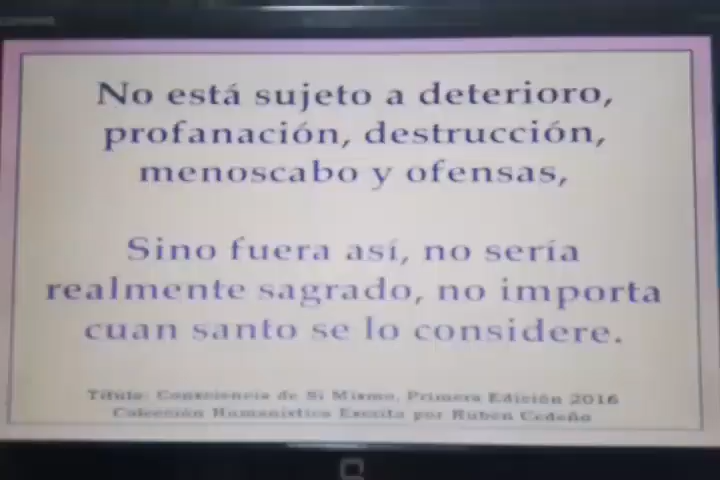 No está sujeto a deterioro,
profanación, destrucción,
menoscabo y ofensas,
Sino fuera así, no sería
realmente sagrado, no importa
cuan santo se lo considere.
Título: Consciencia de Si Mismo, Primera Edición 2016
Colección Humanística Escrita por Rubén Cedeño